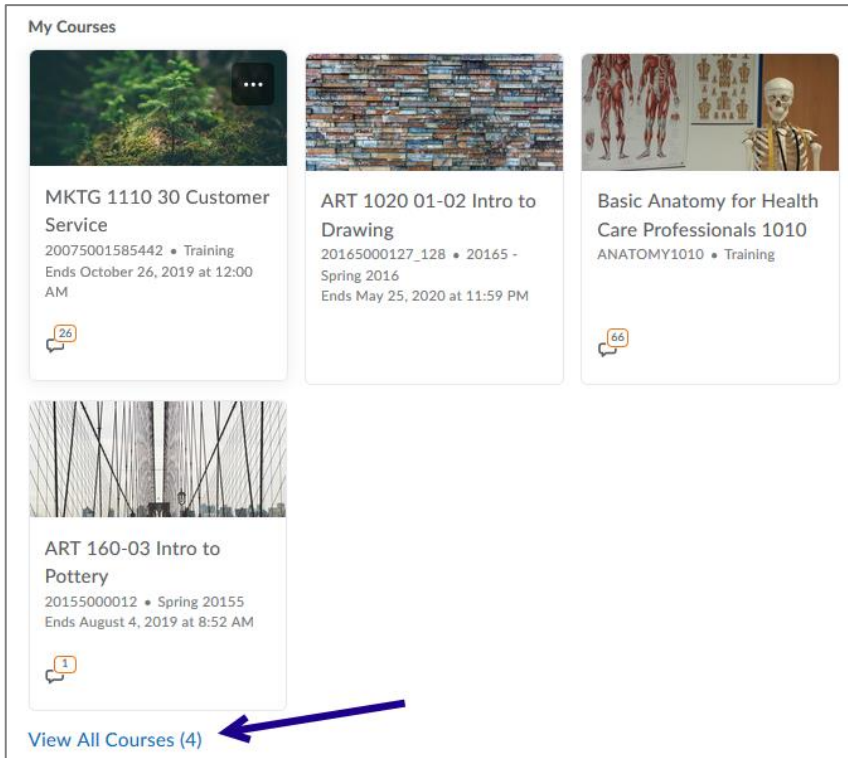 My Courses
MKTG 1110 30 Customer
Service
20075001585442 • Training
Ends October 26, 2019 at 12:00
AM
26
ART 1020 01-02 Intro to
Drawing
20165000127_128 • 20165 -
Spring 2016
Ends May 25, 2020 at 11:59 PM
Basic Anatomy for Health
Care Professionals 1010
ANATOMY1010 • Training
66
ART 160-03 Intro to
Pottery
20155000012 • Spring 20155
Ends August 4, 2019 at 8:52 AM
1
View All Courses (4)